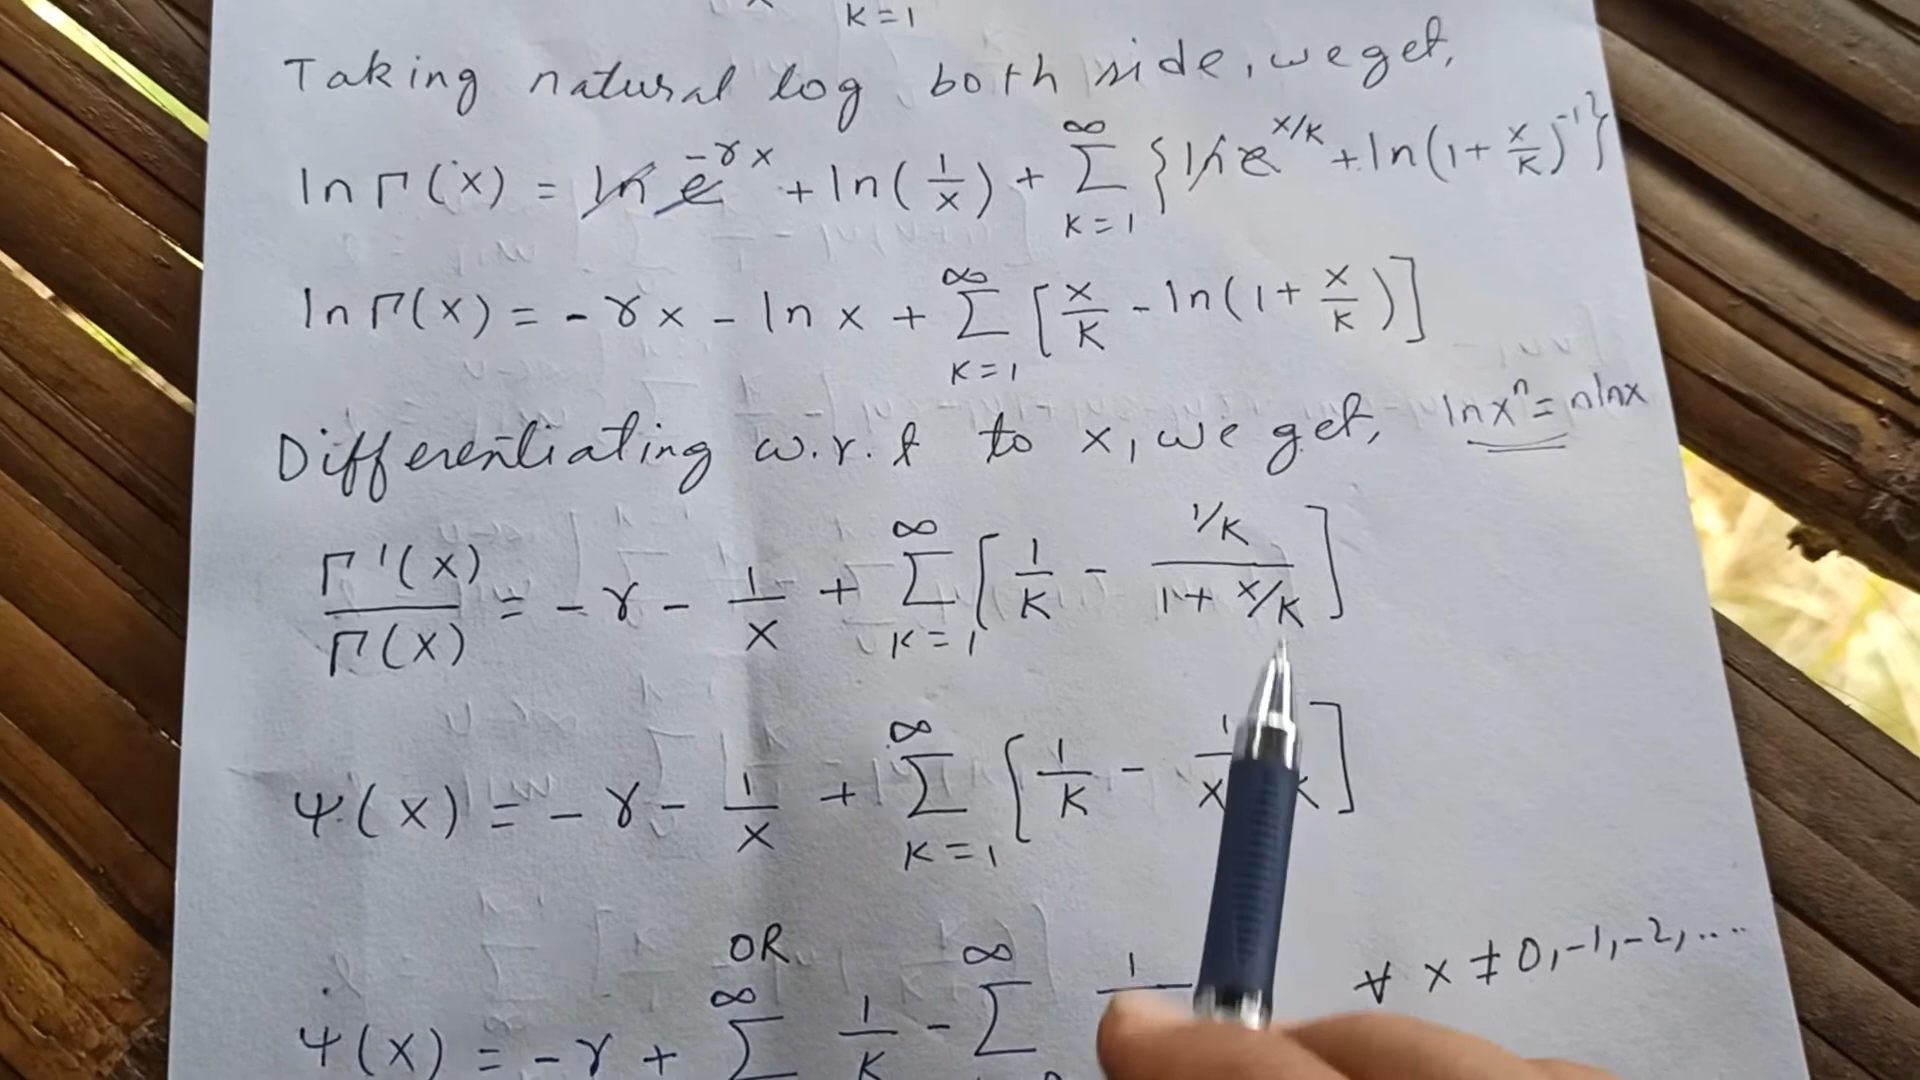 K=1
Taking natural log both side, we get,
ln Γ(x) = ln e^{-γx} + ln(1/x) + ∞ Σ K=1 {ln e^{x/K} + ln(1 + x/K)^{-1}}
ln Γ(x) = -γx - ln x + ∞ Σ K=1 [x/K - ln(1 + x/K)]
Differentiating w.r.t to x, we get, ln x^n = n ln x
Γ'(x)/Γ(x) = -γ - 1/x + ∞ Σ K=1 [1/K - (1/K)/(1 + x/K)]
Ψ(x) = -γ - 1/x + ∞ Σ K=1 [1/K - 1/x K]
OR
Ψ(x) = -γ + ∞ Σ 1/K - ∞ Σ 1 ∀ x ≠ 0, -1, -2, ....